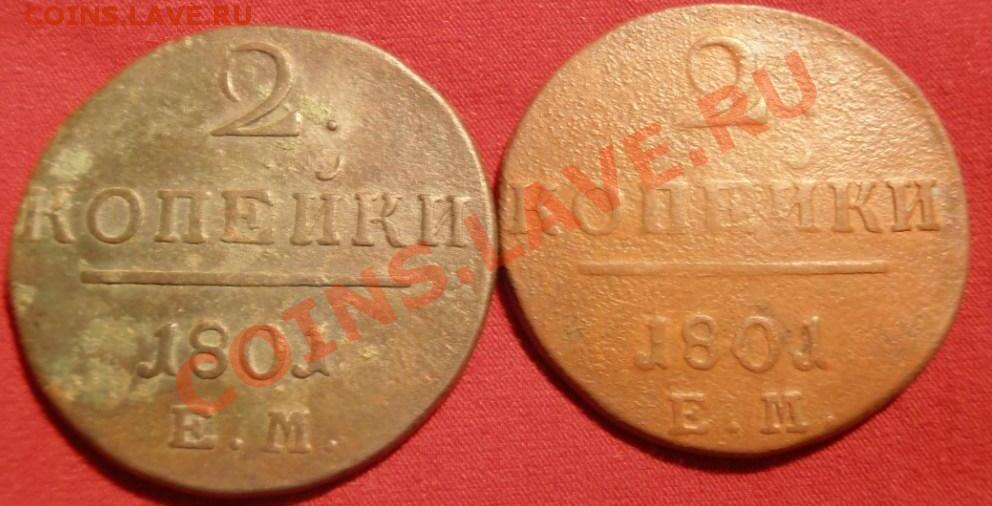 COINS.LAVE.RU
2.
КОПЕЙКИ
1801
Е.М.
2
КОПЕЙКИ
1801
Е.М.
COINS.LAVE.RU